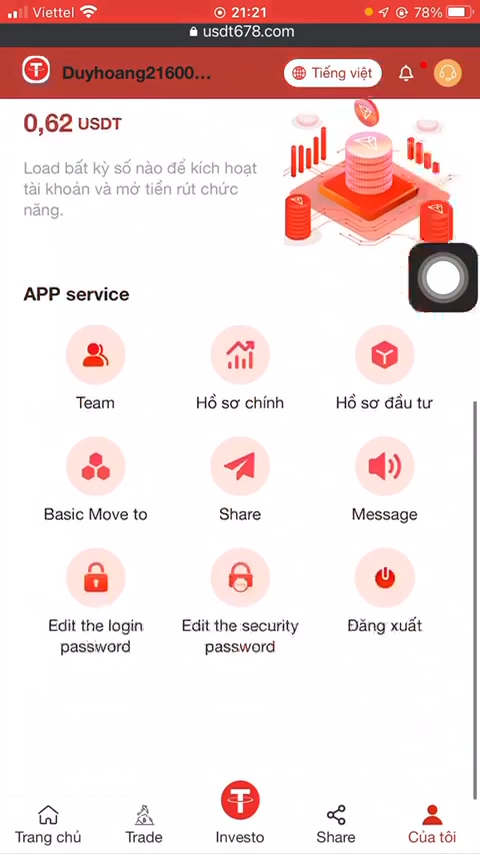 Viettel 21:21 78%
usdt678.com
Duyhoang21600... Tiếng việt
0,62 USDT
Load bất kỳ số nào để kích hoạt
tài khoản và mở tiền rút chức
năng.
APP service
Team Hồ sơ chính Hồ sơ đầu tư
Basic Move to Share Message
Edit the login Edit the security Đăng xuất
password password
Trang chủ Trade Investo Share Của tôi